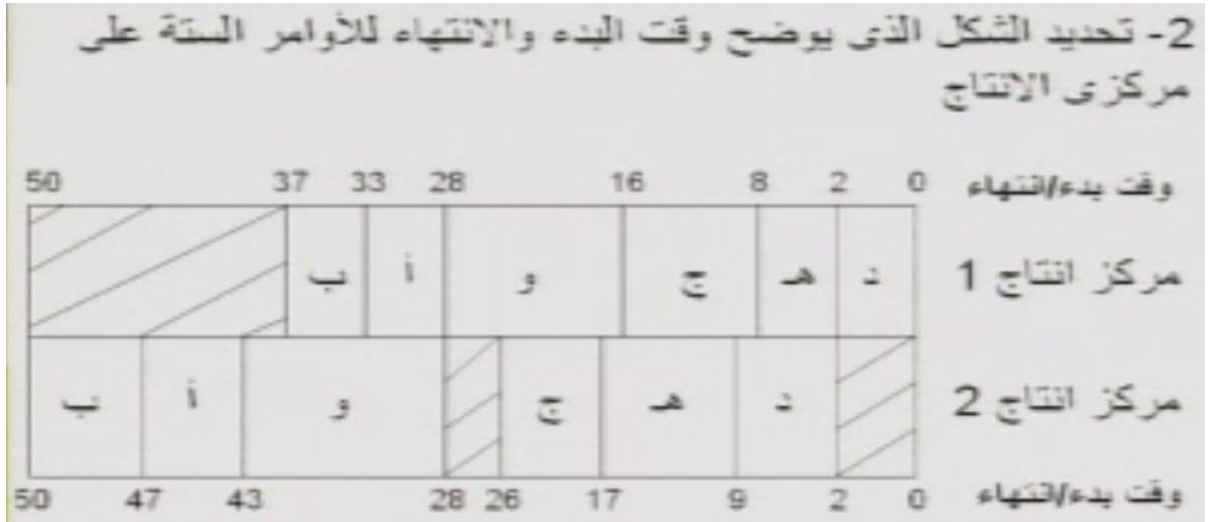 2- تحديد الشكل الذى يوضح وقت البدء والانتهاء للأوامر الستة على
مركزى الانتاج
وقت بدء/انتهاء 0 2 8 16 28 33 37 50
مركز انتاج 1 د هـ ج و أ ب
مركز انتاج 2 د هـ ج و أ ب
وقت بدء/انتهاء 0 2 9 17 26 28 43 47 50